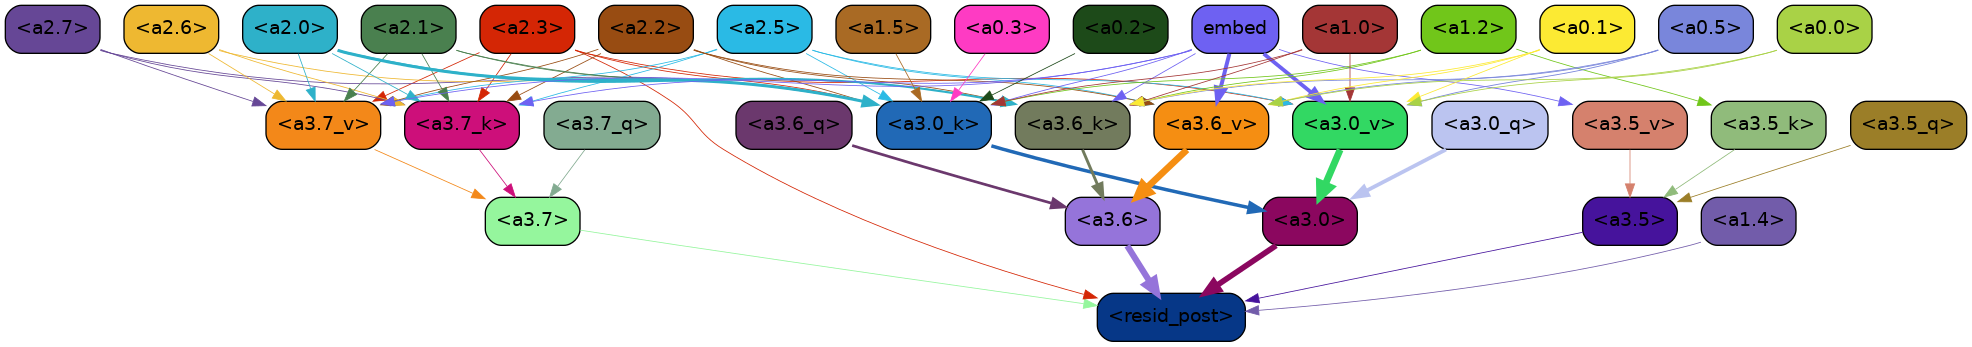 <a2.7> <a2.6> <a2.0> <a2.1> <a2.3> <a2.2> <a2.5> <a1.5> <a0.3> <a0.2> embed <a1.0> <a1.2> <a0.1> <a0.5> <a0.0>
<a3.7_v> <a3.7_k> <a3.7_q> <a3.6_q> <a3.0_k> <a3.6_k> <a3.6_v> <a3.0_v> <a3.0_q> <a3.5_v> <a3.5_k> <a3.5_q>
<a3.7> <a3.6> <a3.0> <a3.5> <a1.4>
<resid_post>